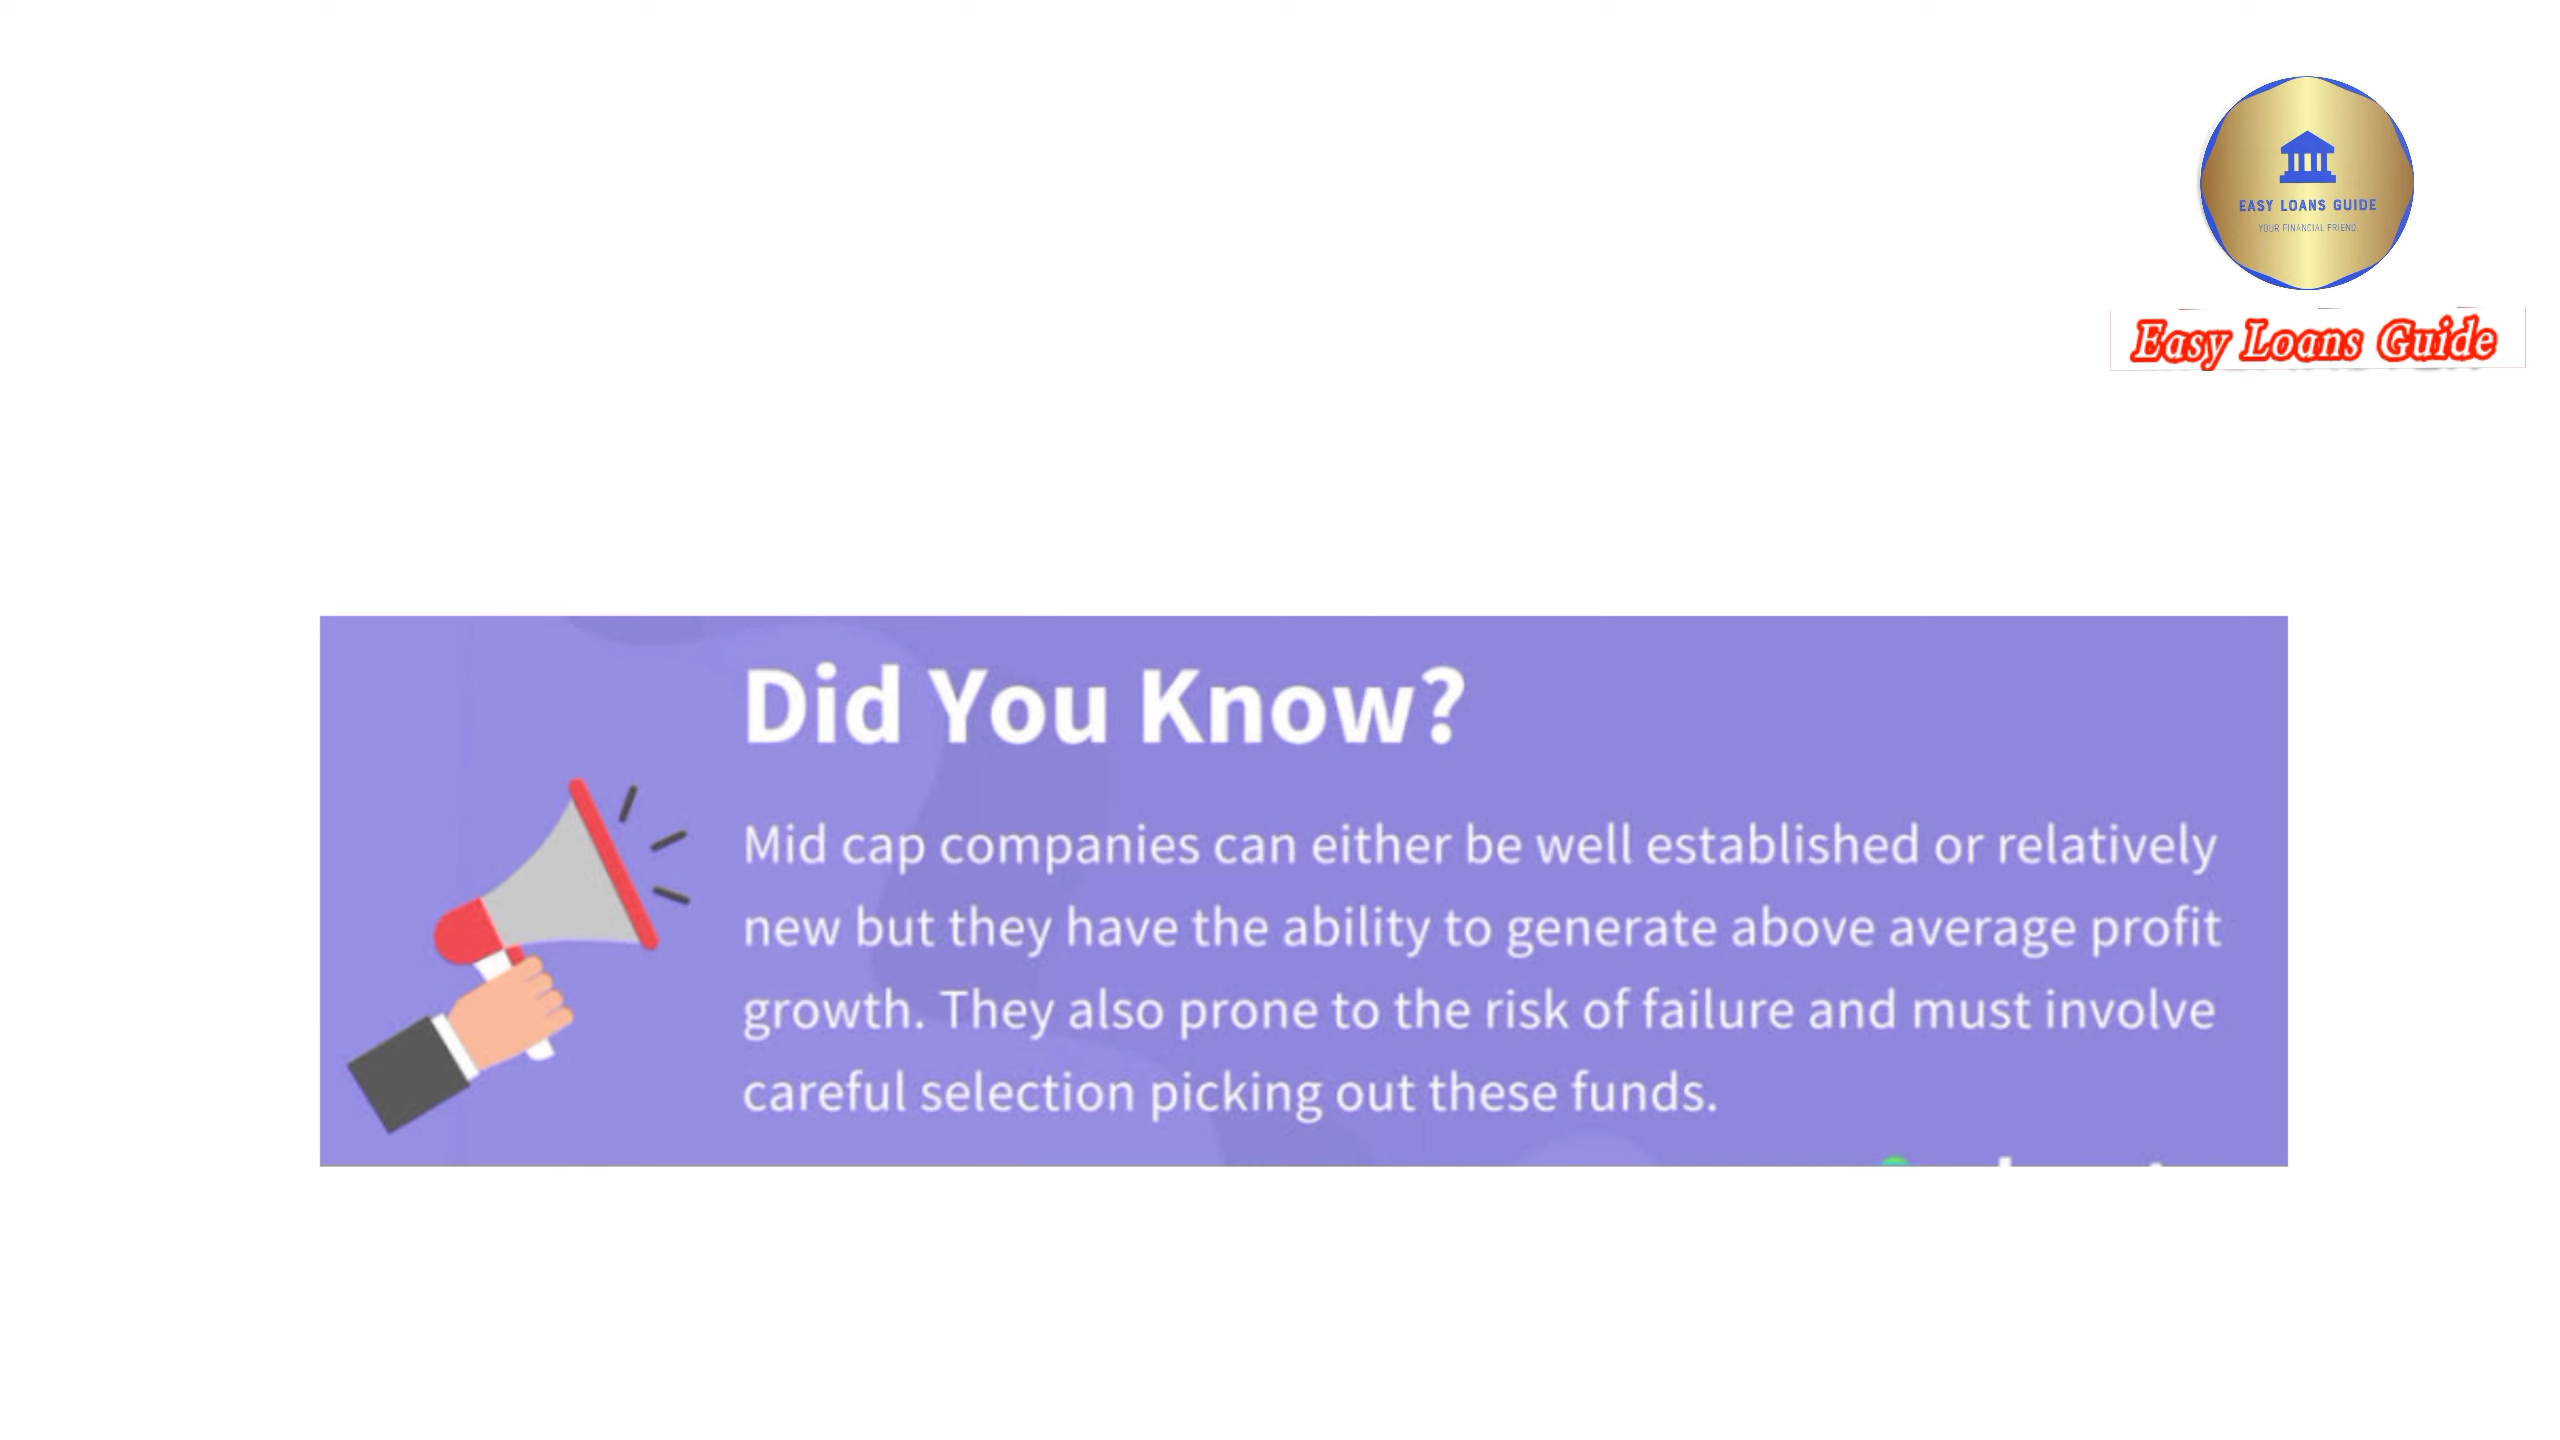 EASY LOANS GUIDE
YOUR FINANCIAL FRIEND.
Easy Loans Guide
Did You Know?
Mid cap companies can either be well established or relatively
new but they have the ability to generate above average profit
growth. They also prone to the risk of failure and must involve
careful selection picking out these funds.